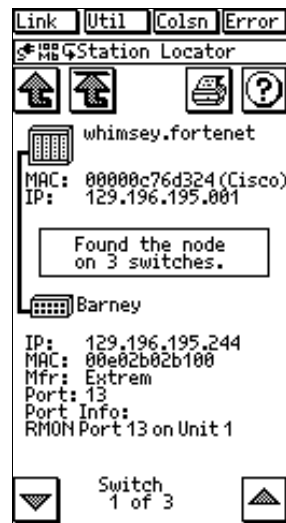 Link Util Colsn Error
100 MB Station Locator
?
whimsey.fortenet
MAC: 00000c76d324 (Cisco)
IP: 129.196.195.001
Found the node
on 3 switches.
Barney
IP: 129.196.195.244
MAC: 00e02b02b100
Mfr: Extrem
Port: 13
Port Info:
RMON Port 13 on Unit 1
Switch
1 of 3